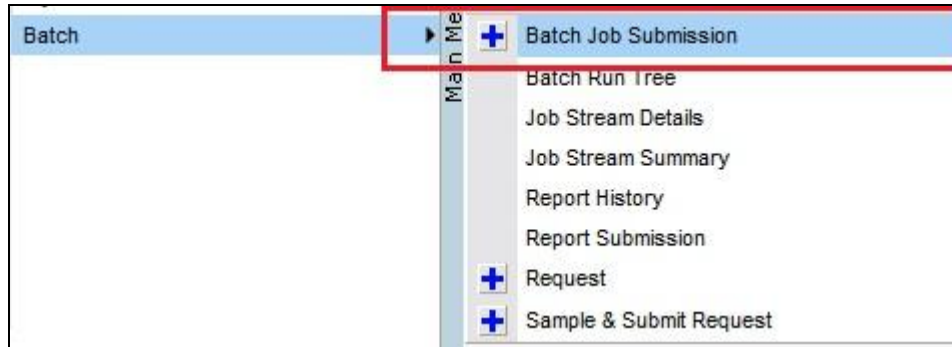 Batch
Main Me
Batch Job Submission
Batch Run Tree
Job Stream Details
Job Stream Summary
Report History
Report Submission
Request
Sample & Submit Request